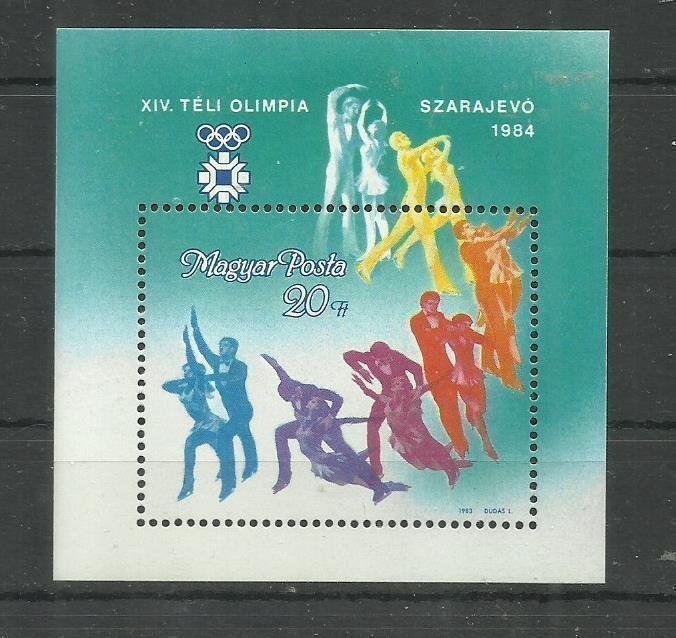 XIV. TÉLI OLIMPIA
SZARAJEVÓ
1984
Magyar Posta
20 Ft
1983 DUDÁS L.